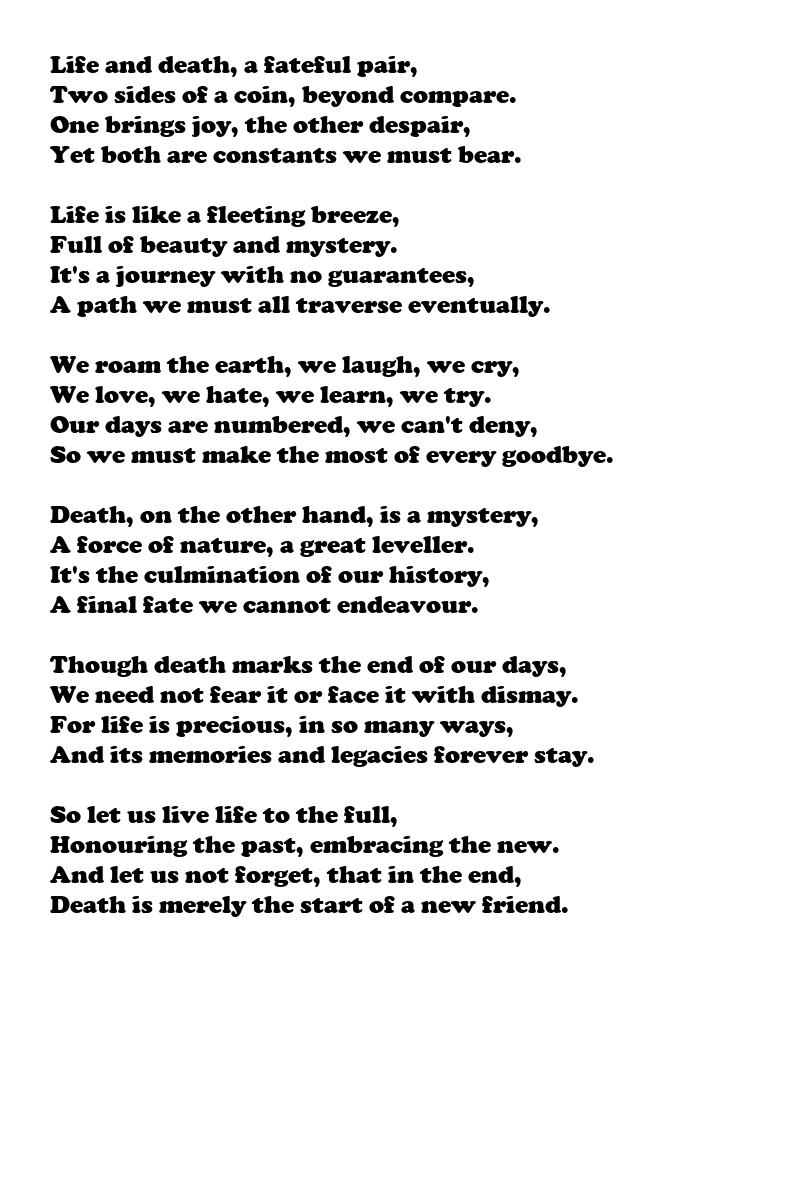 Life and death, a fateful pair,
Two sides of a coin, beyond compare.
One brings joy, the other despair,
Yet both are constants we must bear.

Life is like a fleeting breeze,
Full of beauty and mystery.
It's a journey with no guarantees,
A path we must all traverse eventually.

We roam the earth, we laugh, we cry,
We love, we hate, we learn, we try.
Our days are numbered, we can't deny,
So we must make the most of every goodbye.

Death, on the other hand, is a mystery,
A force of nature, a great leveller.
It's the culmination of our history,
A final fate we cannot endeavour.

Though death marks the end of our days,
We need not fear it or face it with dismay.
For life is precious, in so many ways,
And its memories and legacies forever stay.

So let us live life to the full,
Honouring the past, embracing the new.
And let us not forget, that in the end,
Death is merely the start of a new friend.